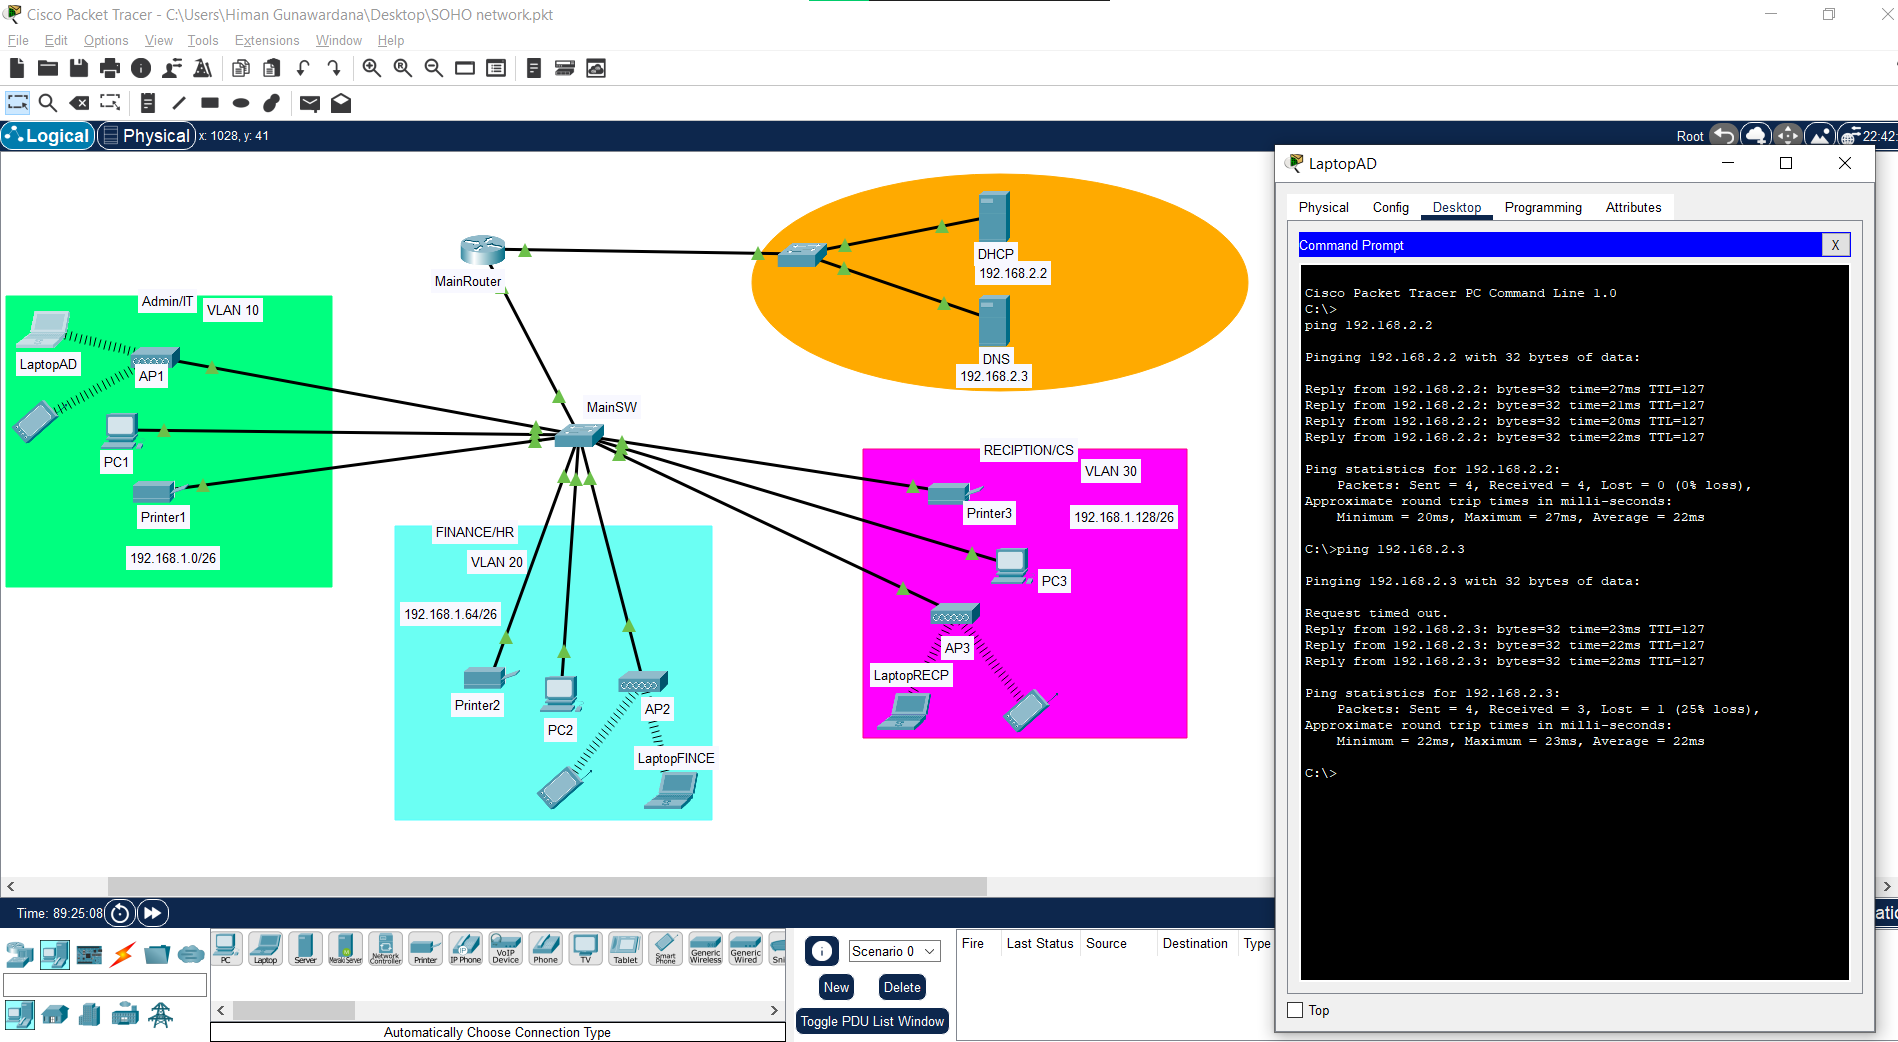 Cisco Packet Tracer - C:\Users\Himan Gunawardana\Desktop\SOHO network.pkt
File Edit Options View Tools Extensions Window Help
Logical Physical x: 1028, y: 41
Root 22:42:
DHCP
192.168.2.2
DNS
192.168.2.3
MainRouter
MainSW
Admin/IT
VLAN 10
LaptopAD
AP1
PC1
Printer1
192.168.1.0/26
FINANCE/HR
VLAN 20
192.168.1.64/26
Printer2
PC2
AP2
LaptopFINCE
RECIPTION/CS
VLAN 30
Printer3
192.168.1.128/26
PC3
AP3
LaptopRECP
LaptopAD
Physical Config Desktop Programming Attributes
Command Prompt X
Cisco Packet Tracer PC Command Line 1.0
C:\>
ping 192.168.2.2
Pinging 192.168.2.2 with 32 bytes of data:
Reply from 192.168.2.2: bytes=32 time=27ms TTL=127
Reply from 192.168.2.2: bytes=32 time=21ms TTL=127
Reply from 192.168.2.2: bytes=32 time=20ms TTL=127
Reply from 192.168.2.2: bytes=32 time=22ms TTL=127
Ping statistics for 192.168.2.2:
Packets: Sent = 4, Received = 4, Lost = 0 (0% loss),
Approximate round trip times in milli-seconds:
Minimum = 20ms, Maximum = 27ms, Average = 22ms
C:\>ping 192.168.2.3
Pinging 192.168.2.3 with 32 bytes of data:
Request timed out.
Reply from 192.168.2.3: bytes=32 time=23ms TTL=127
Reply from 192.168.2.3: bytes=32 time=22ms TTL=127
Reply from 192.168.2.3: bytes=32 time=22ms TTL=127
Ping statistics for 192.168.2.3:
Packets: Sent = 4, Received = 3, Lost = 1 (25% loss),
Approximate round trip times in milli-seconds:
Minimum = 22ms, Maximum = 23ms, Average = 22ms
C:\>
Top
Time: 89:25:08
PC Laptop Server MerakiServer Network Controller Printer IP Phone VoIP Device Phone TV Tablet Smart Phone Generic Wireless Generic Wired Sni
Automatically Choose Connection Type
Scenario 0
New Delete
Toggle PDU List Window
Fire Last Status Source Destination Type